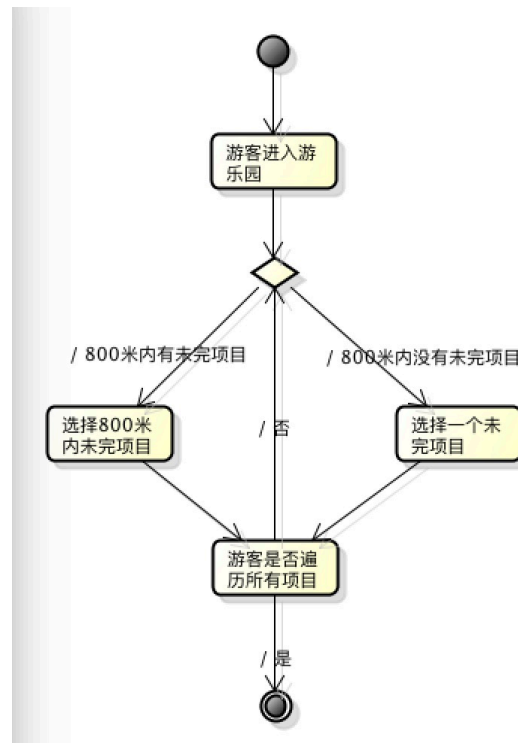 游客进入游
乐园
/ 800米内有未完项目
/ 800米内没有未完项目
选择800米
内未完项目
/ 否
选择一个未
完项目
游客是否遍
历所有项目
/ 是